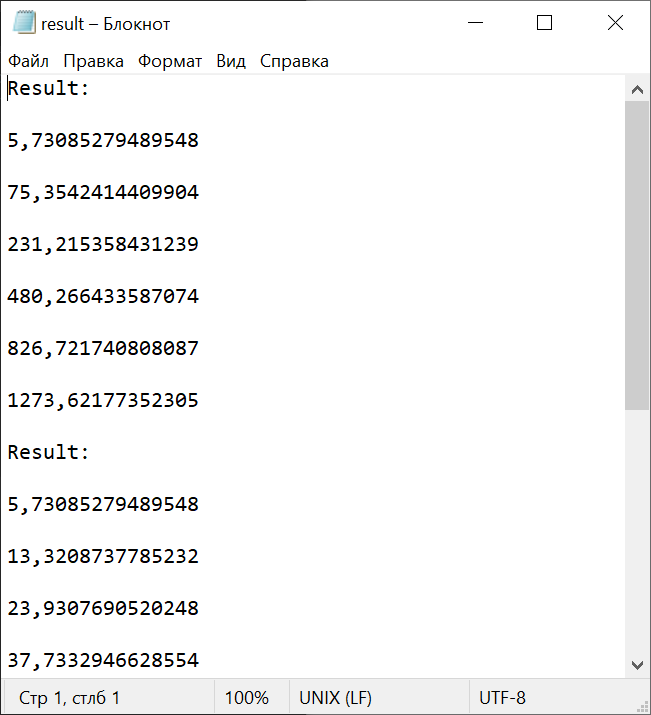 result – Блокнот
Файл Правка Формат Вид Справка
Result:
5,73085279489548
75,3542414409904
231,215358431239
480,266433587074
826,721740808087
1273,62177352305
Result:
5,73085279489548
13,3208737785232
23,9307690520248
37,7332946628554
Стр 1, стлб 1 100% UNIX (LF) UTF-8